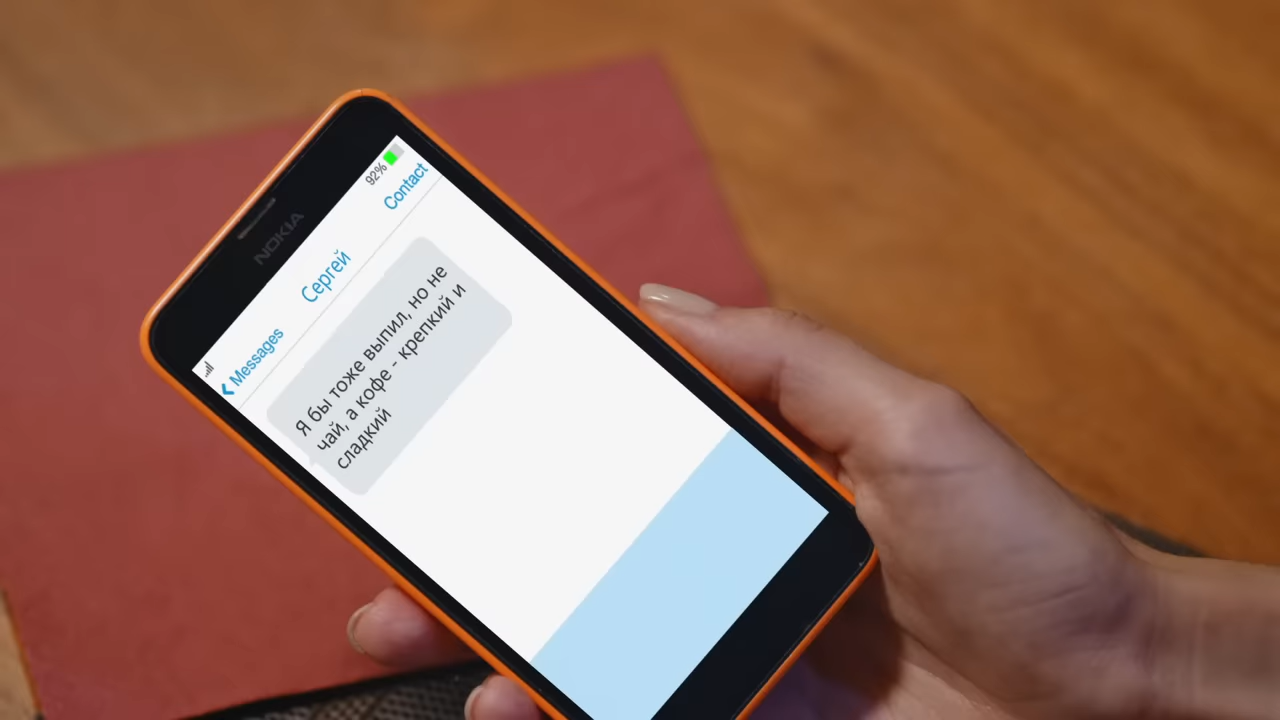 NOKIA
92%
Messages
Сергей
Contact
Я бы тоже выпил, но не
чай, а кофе - крепкий и
сладкий